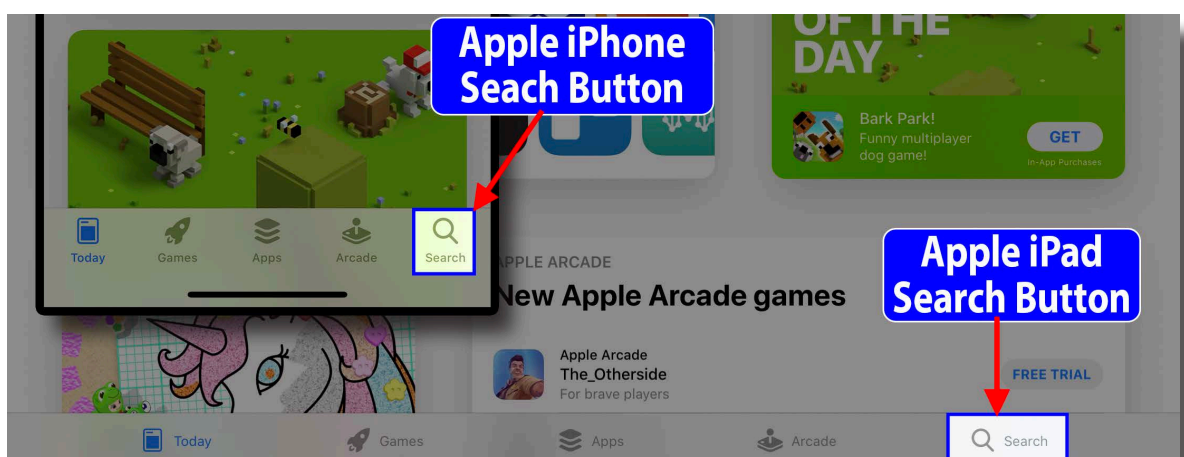 Apple iPhone
Seach Button
OF THE
DAY
Bark Park!
Funny multiplayer
dog game!
GET
In-App Purchases
Today
Games
Apps
Arcade
Search
APPLE ARCADE
New Apple Arcade games
Apple iPad
Search Button
Apple Arcade
The_Otherside
For brave players
FREE TRIAL
Today
Games
Apps
Arcade
Search